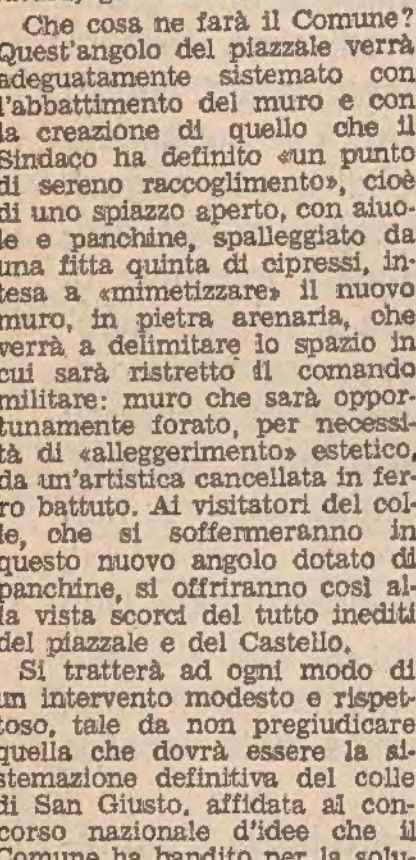 Che cosa ne farà il Comune?
Quest'angolo del piazzale verrà
adeguatamente sistemato con
l'abbattimento del muro e con
la creazione di quello che il
Sindaco ha definito «un punto
di sereno raccoglimento», cioè
di uno spiazzo aperto, con aiuo-
le e panchine, spalleggiato da
una fitta quinta di cipressi, in-
tesa a «mimetizzare» il nuovo
muro, in pietra arenaria, che
verrà a delimitare lo spazio in
cui sarà ristretto il comando
militare: muro che sarà oppor-
tunamente forato, per necessi-
tà di «alleggerimento» estetico,
da un'artistica cancellata in fer-
ro battuto. Ai visitatori del col-
le, che si soffermeranno in
questo nuovo angolo dotato di
panchine, si offriranno così al-
la vista scorci del tutto inediti
del piazzale e del Castello.
Si tratterà ad ogni modo di
un intervento modesto e rispet-
toso, tale da non pregiudicare
quella che dovrà essere la si-
stemazione definitiva del colle
di San Giusto, affidata al con-
corso nazionale d'idee che il
Comune ha bandito per la solu-